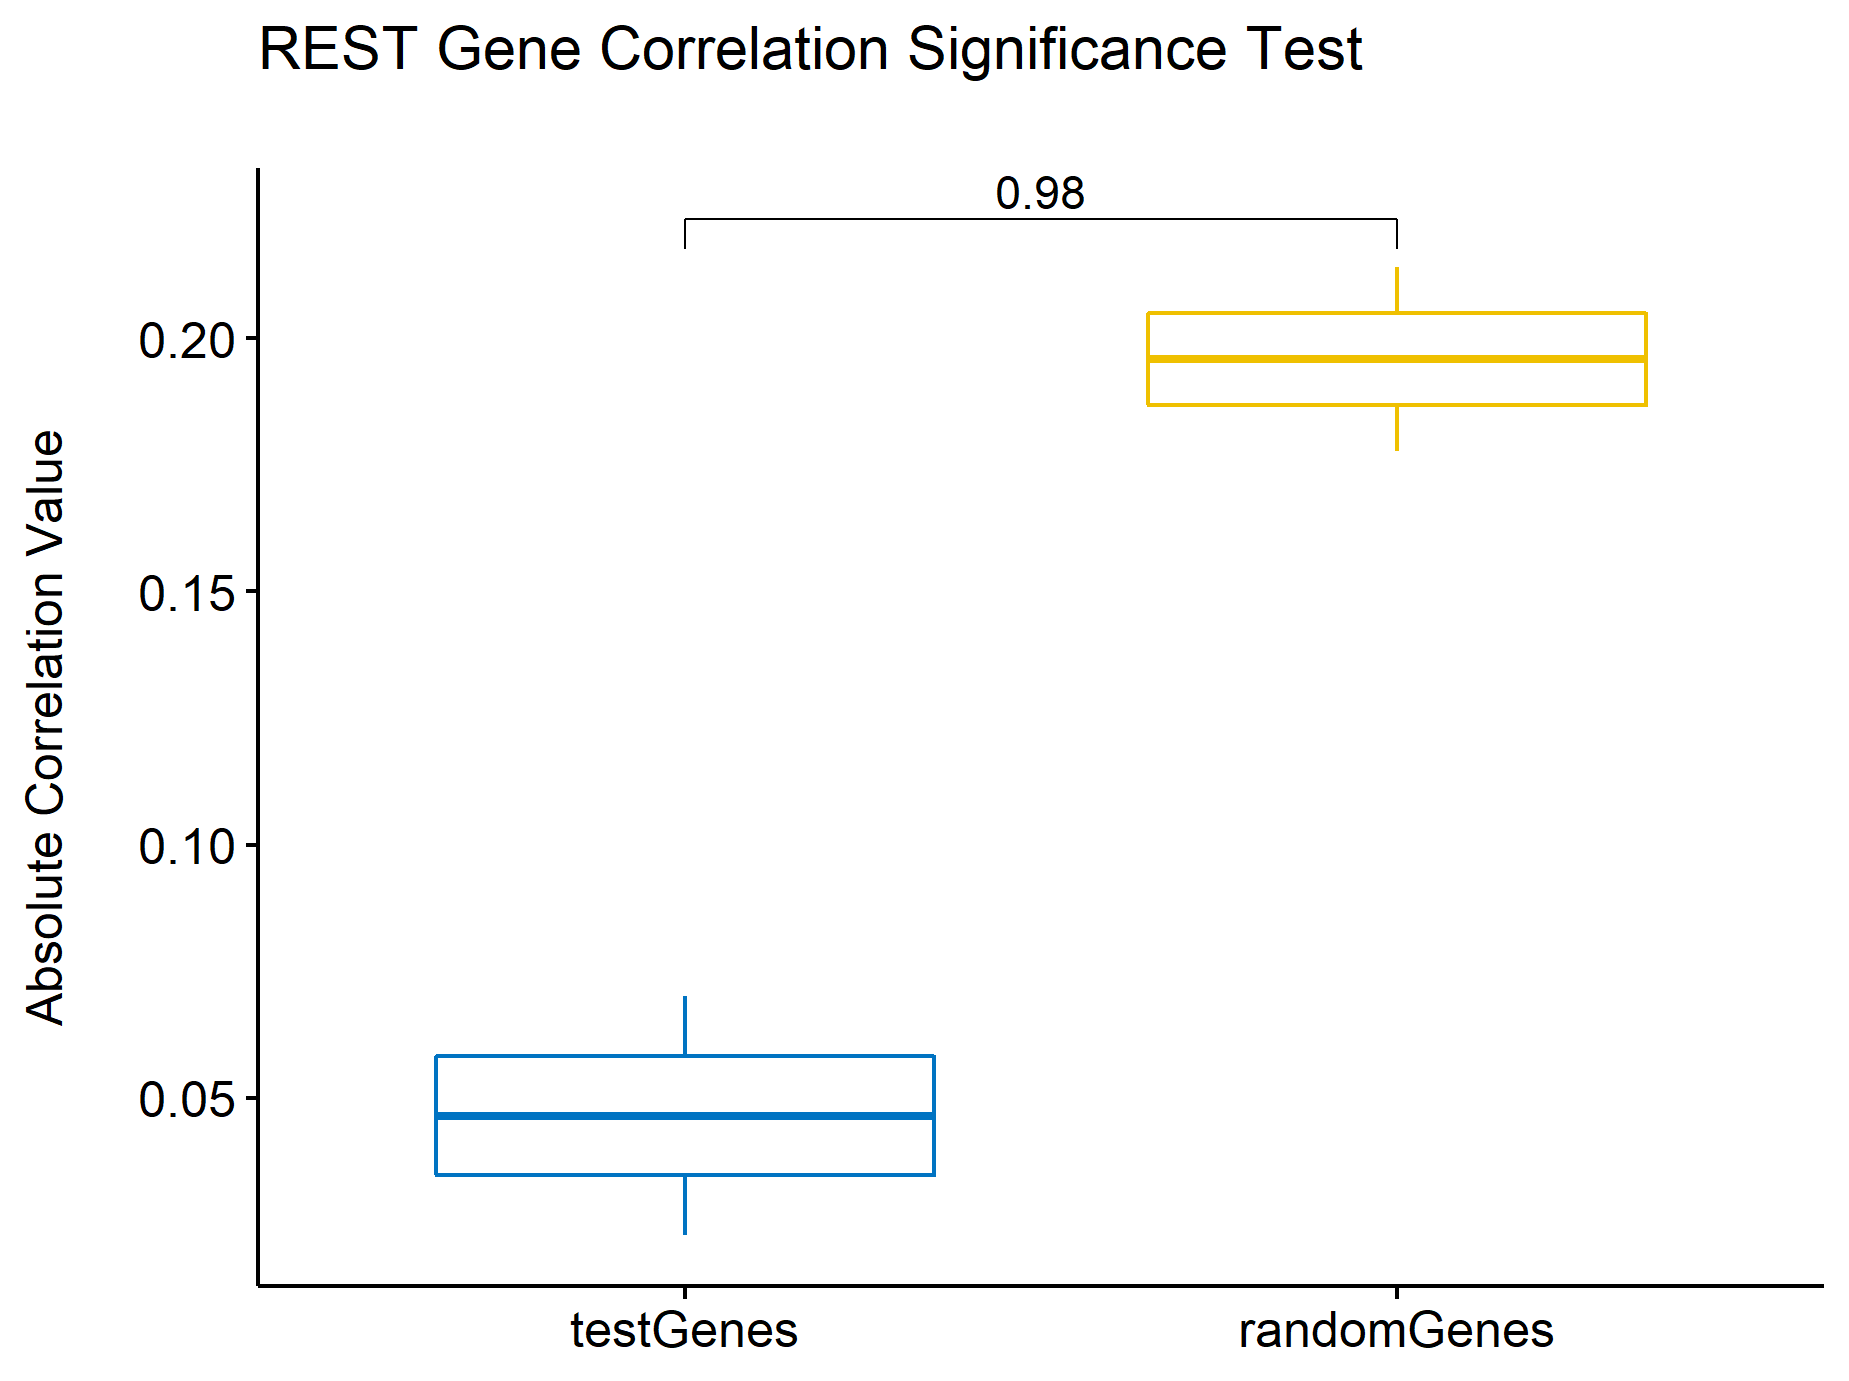 REST Gene Correlation Significance Test
0.98
0.20
0.15
0.10
0.05
Absolute Correlation Value
testGenes
randomGenes